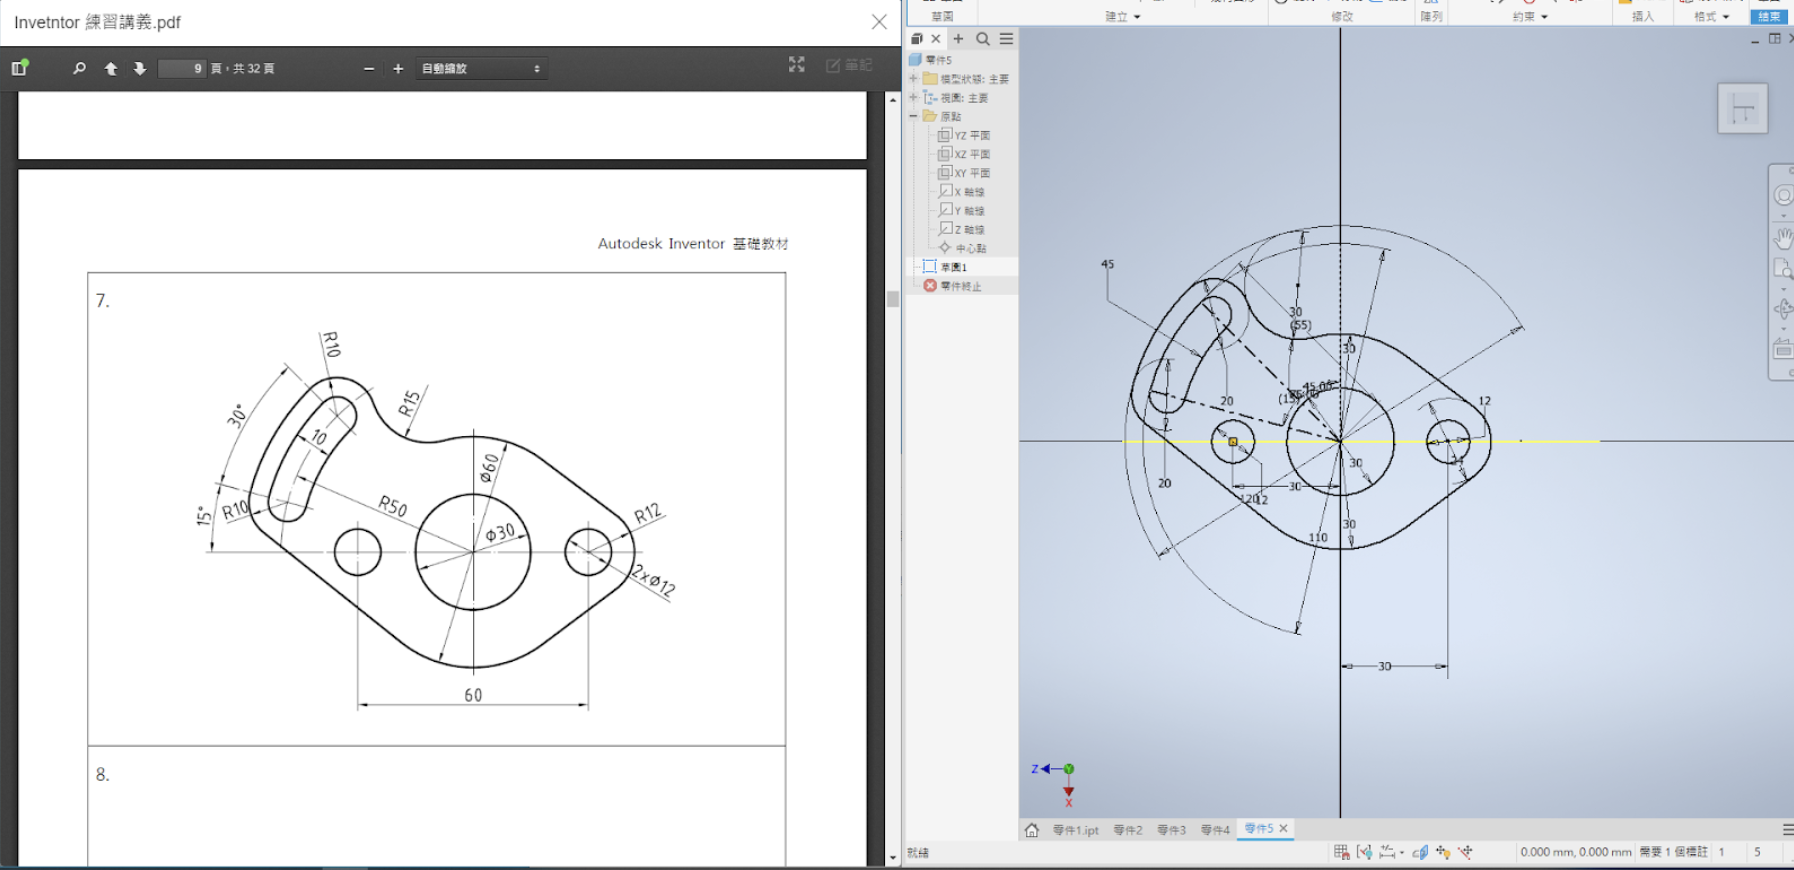 Invetntor 練習講義.pdf
9 頁，共 32 頁
自動縮放
筆記
Autodesk Inventor 基礎教材
7.
R10
30°
R15
10
Ø60
R50
15°
R10
Ø30
R12
2xØ12
60
8.
草圖
建立
修改
陣列
約束
插入
格式
結束
零件5
模型狀態: 主要
視圖: 主要
原點
YZ 平面
XZ 平面
XY 平面
X 軸線
Y 軸線
Z 軸線
中心點
草圖1
零件終止
45
30
(55)
30
45.00
(15)
20
12
30
20
30
12
120
30
110
30
Z
Y
X
零件1.ipt
零件2
零件3
零件4
零件5
就緒
0.000 mm, 0.000 mm
需要 1 個標註
1
5